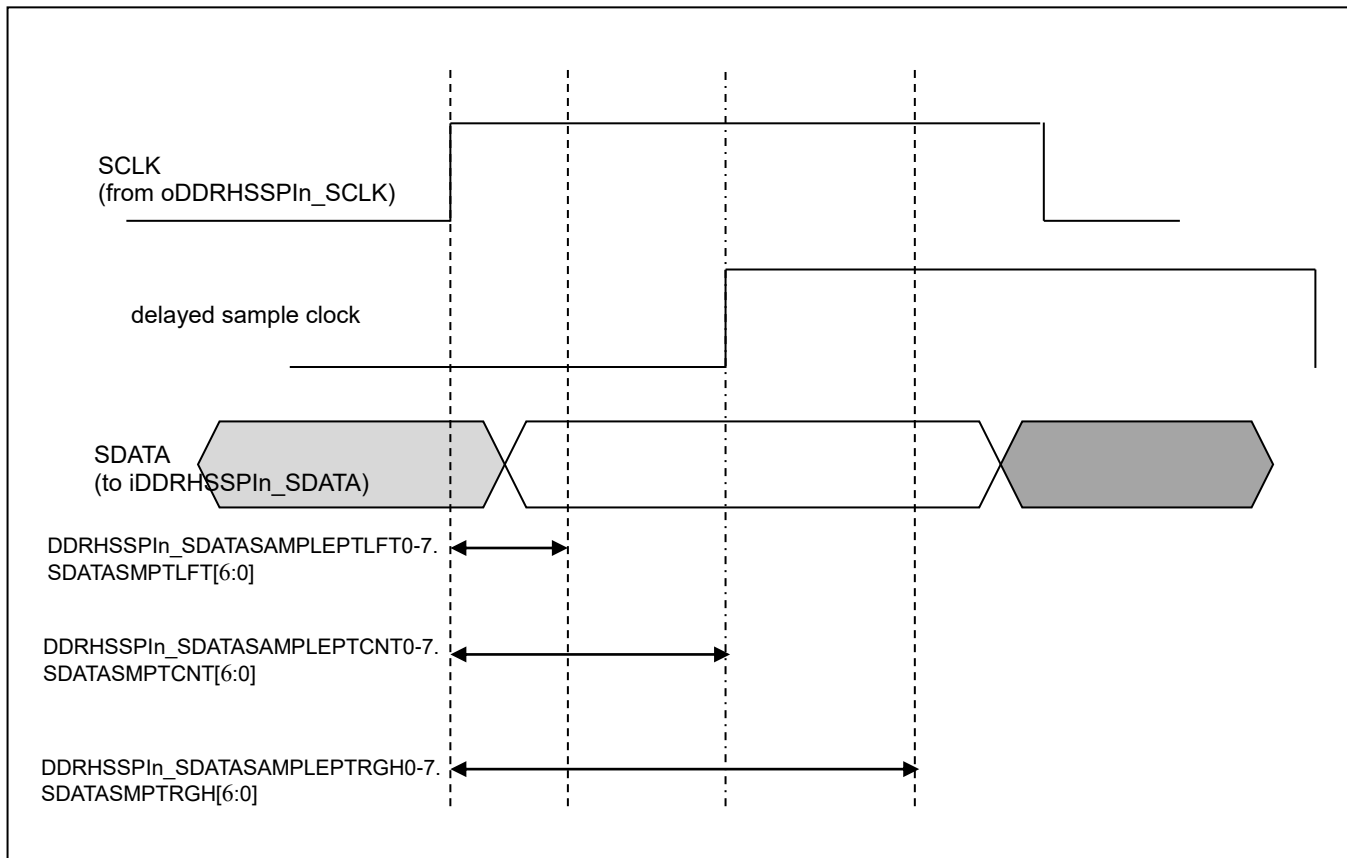 SCLK
(from oDDRHSSPIn_SCLK)
delayed sample clock
SDATA
(to iDDRHSSPIn_SDATA)
DDRHSSPIn_SDATASAMPLEPTLFT0-7.
SDATASMPTLFT[6:0]
DDRHSSPIn_SDATASAMPLEPTCNT0-7.
SDATASMPTCNT[6:0]
DDRHSSPIn_SDATASAMPLEPTRGH0-7.
SDATASMPTRGH[6:0]